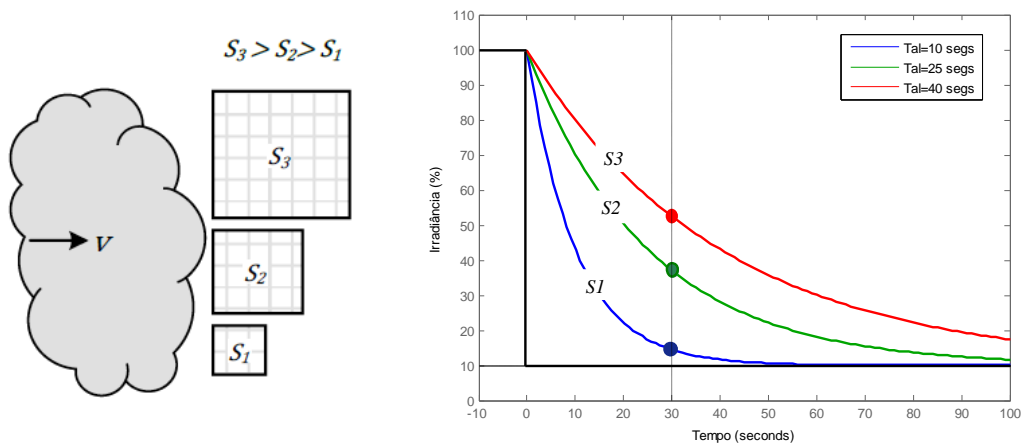 S₃ > S₂ > S₁
S₃
V
S₂
S₁
110
100
90
80
70
60
50
40
30
20
10
0
Irradiância (%)
Tal=10 segs
Tal=25 segs
Tal=40 segs
S3
S2
S1
-10 0 10 20 30 40 50 60 70 80 90 100
Tempo (seconds)